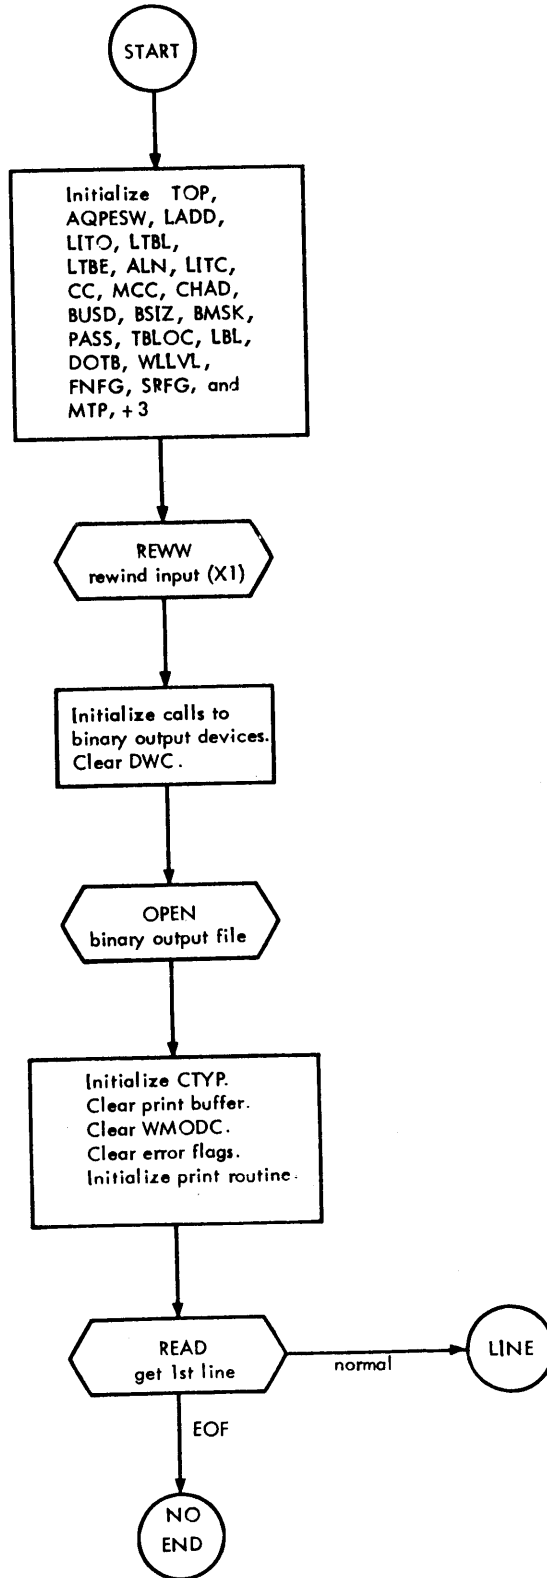 START
Initialize TOP,
AQPESW, LADD,
LITO, LTBL,
LTBE, ALN, LITC,
CC, MCC, CHAD,
BUSD, BSIZ, BMSK,
PASS, TBLOC, LBL,
DOTB, WLLVL,
FNFG, SRFG, and
MTP, +3
REWW
rewind input (X1)
Initialize calls to
binary output devices.
Clear DWC.
OPEN
binary output file
Initialize CTYP.
Clear print buffer.
Clear WMODC.
Clear error flags.
Initialize print routine.
READ
get 1st line
normal
LINE
EOF
NO
END